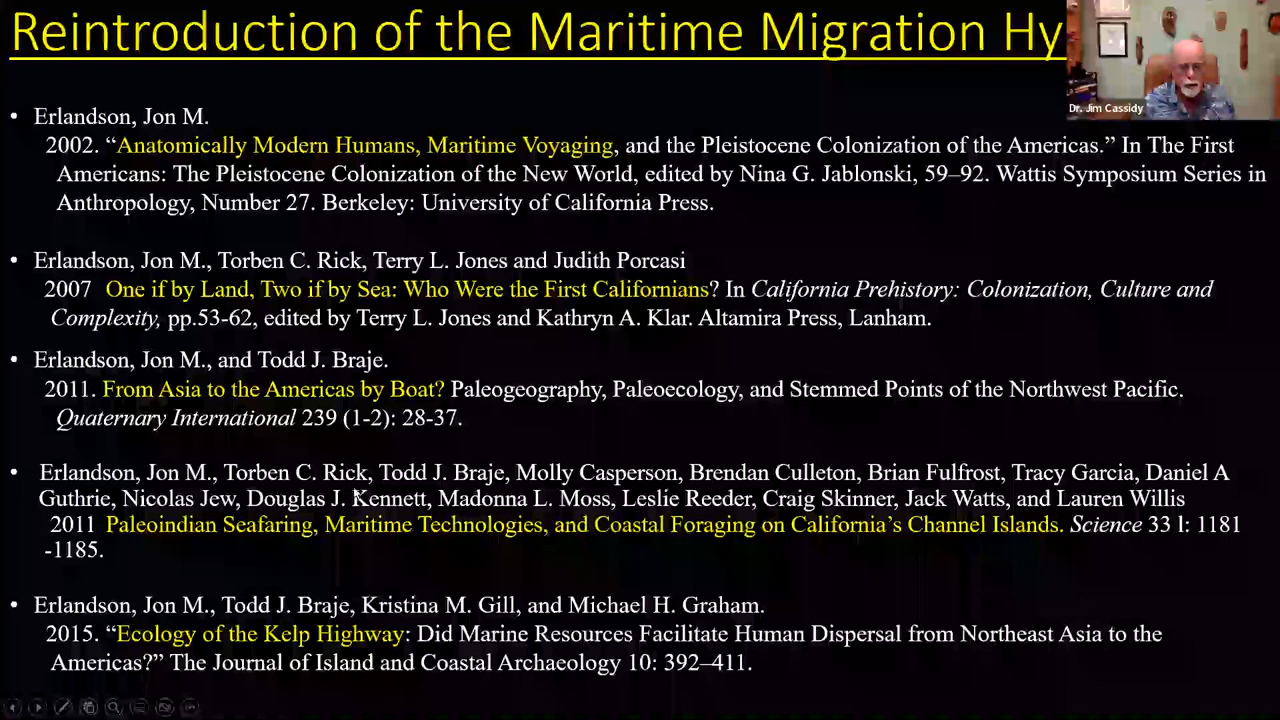 Reintroduction of the Maritime Migration Hy
Dr. Jim Cassidy
• Erlandson, Jon M.
2002. “Anatomically Modern Humans, Maritime Voyaging, and the Pleistocene Colonization of the Americas.” In The First
Americans: The Pleistocene Colonization of the New World, edited by Nina G. Jablonski, 59–92. Wattis Symposium Series in
Anthropology, Number 27. Berkeley: University of California Press.
• Erlandson, Jon M., Torben C. Rick, Terry L. Jones and Judith Porcasi
2007 One if by Land, Two if by Sea: Who Were the First Californians? In California Prehistory: Colonization, Culture and
Complexity, pp.53-62, edited by Terry L. Jones and Kathryn A. Klar. Altamira Press, Lanham.
• Erlandson, Jon M., and Todd J. Braje.
2011. From Asia to the Americas by Boat? Paleogeography, Paleoecology, and Stemmed Points of the Northwest Pacific.
Quaternary International 239 (1-2): 28-37.
• Erlandson, Jon M., Torben C. Rick, Todd J. Braje, Molly Casperson, Brendan Culleton, Brian Fulfrost, Tracy Garcia, Daniel A
Guthrie, Nicolas Jew, Douglas J. Kennett, Madonna L. Moss, Leslie Reeder, Craig Skinner, Jack Watts, and Lauren Willis
2011 Paleoindian Seafaring, Maritime Technologies, and Coastal Foraging on California’s Channel Islands. Science 33 l: 1181
-1185.
• Erlandson, Jon M., Todd J. Braje, Kristina M. Gill, and Michael H. Graham.
2015. “Ecology of the Kelp Highway: Did Marine Resources Facilitate Human Dispersal from Northeast Asia to the
Americas?” The Journal of Island and Coastal Archaeology 10: 392–411.